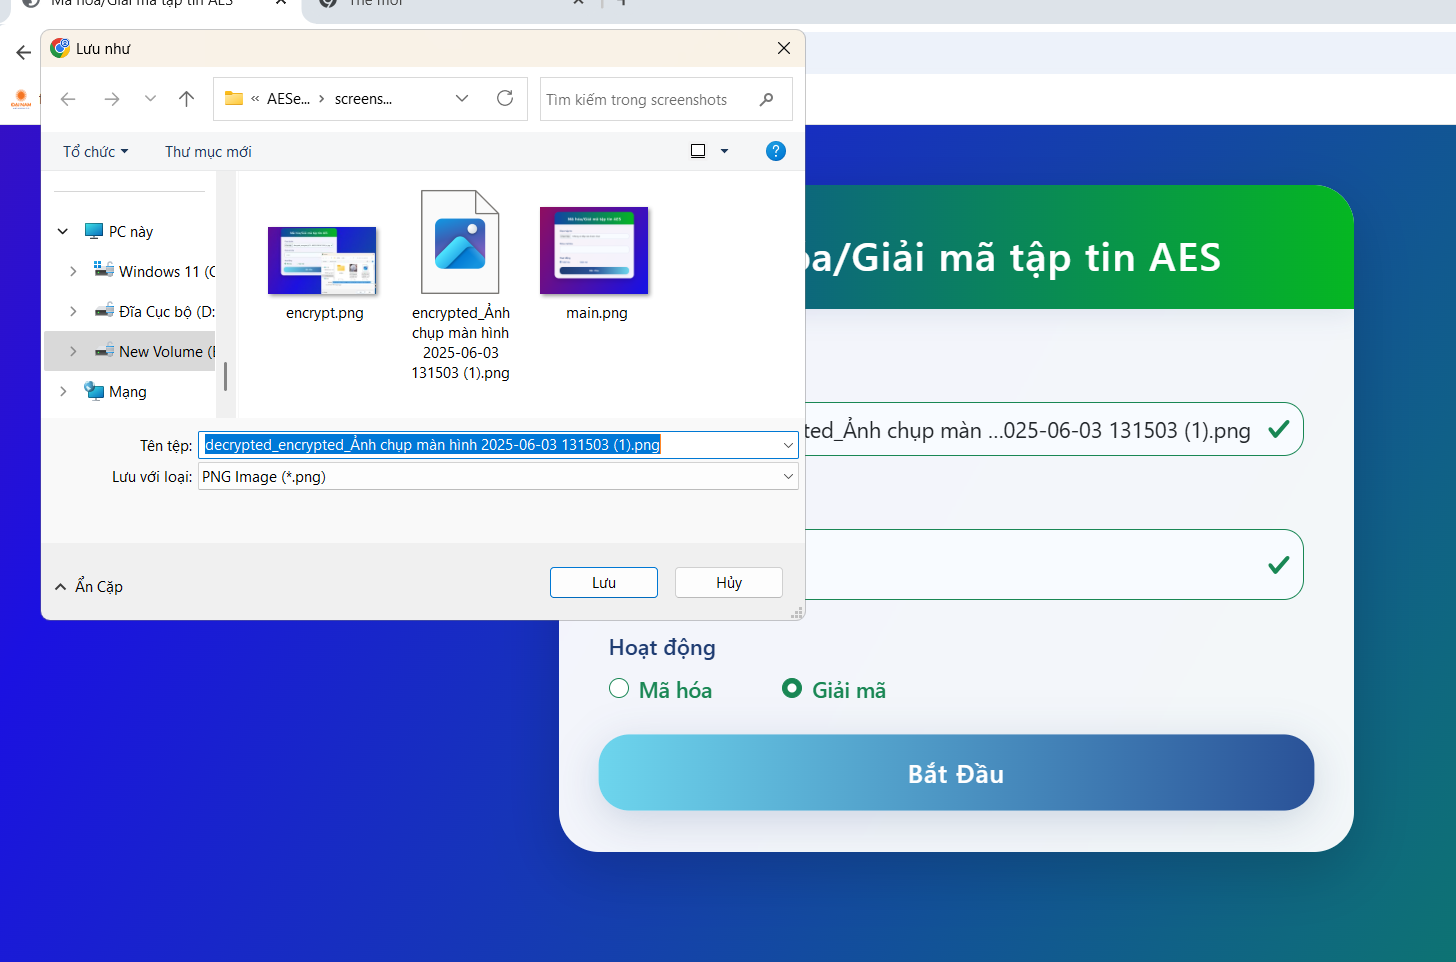 Mã hóa/Giải mã tập tin AES
Thẻ mới
Lưu như
AESe...
screens...
Tìm kiếm trong screenshots
Tổ chức
Thư mục mới
PC này
Windows 11 (C
Đĩa Cục bộ (D:
New Volume (
Mạng
encrypt.png
encrypted_Ảnh
chụp màn hình
2025-06-03
131503 (1).png
main.png
Tên tệp:
decrypted_encrypted_Ảnh chụp màn hình 2025-06-03 131503 (1).png
Lưu với loại:
PNG Image (*.png)
Ẩn Cặp
Lưu
Hủy
óa/Giải mã tập tin AES
ted_Ảnh chụp màn ...025-06-03 131503 (1).png
Hoạt động
Mã hóa
Giải mã
Bắt Đầu